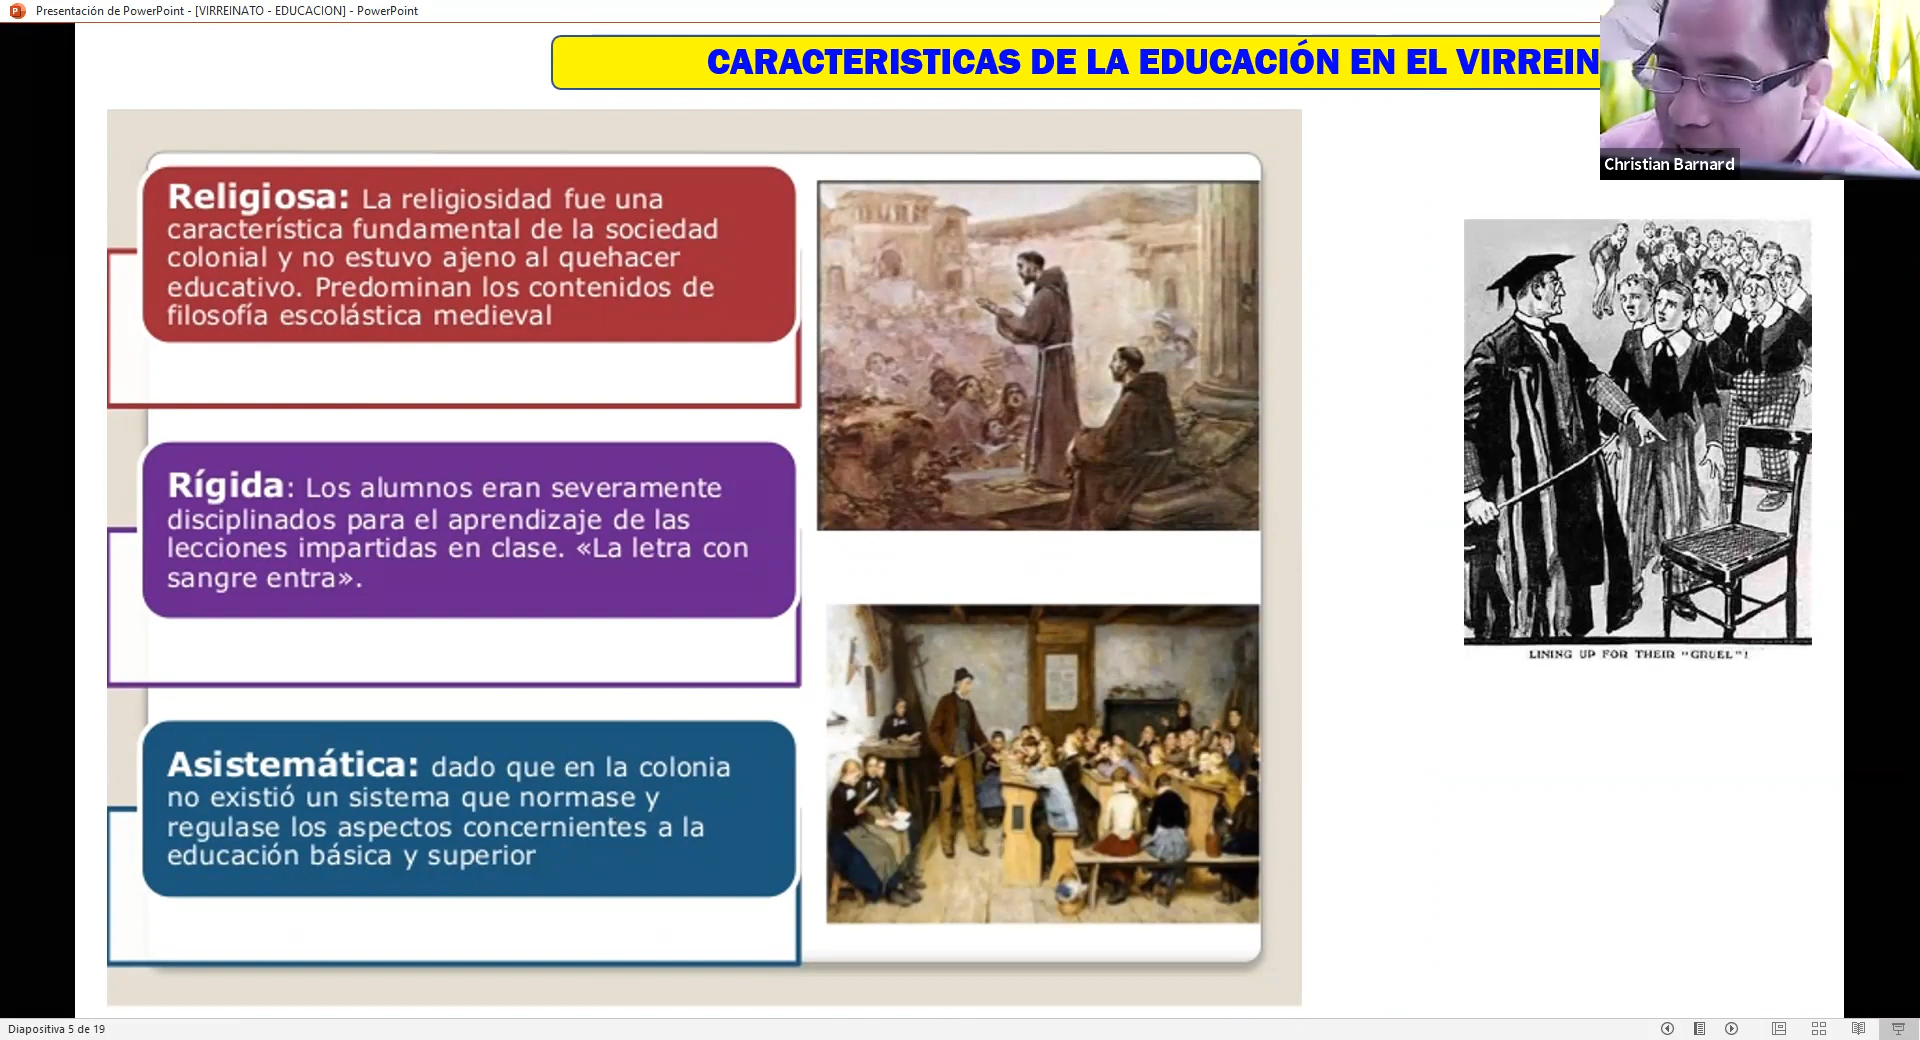 Presentación de PowerPoint - [VIRREINATO - EDUCACION] - PowerPoint
CARACTERISTICAS DE LA EDUCACIÓN EN EL VIRREIN
Christian Barnard
Religiosa: La religiosidad fue una
característica fundamental de la sociedad
colonial y no estuvo ajeno al quehacer
educativo. Predominan los contenidos de
filosofía escolástica medieval
Rígida: Los alumnos eran severamente
disciplinados para el aprendizaje de las
lecciones impartidas en clase. «La letra con
sangre entra».
Asistemática: dado que en la colonia
no existió un sistema que normase y
regulase los aspectos concernientes a la
educación básica y superior
LINING UP FOR THEIR "GRUEL"!
Diapositiva 5 de 19